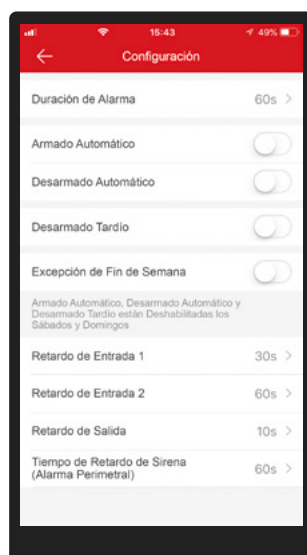 15:43
49%
Configuración
Duración de Alarma 60s
Armado Automático
Desarmado Automático
Desarmado Tardío
Excepción de Fin de Semana
Armado Automático, Desarmado Automático y
Desarmado Tardío están Deshabilitadas los
Sábados y Domingos
Retardo de Entrada 1 30s
Retardo de Entrada 2 60s
Retardo de Salida 10s
Tiempo de Retardo de Sirena
(Alarma Perimetral) 60s